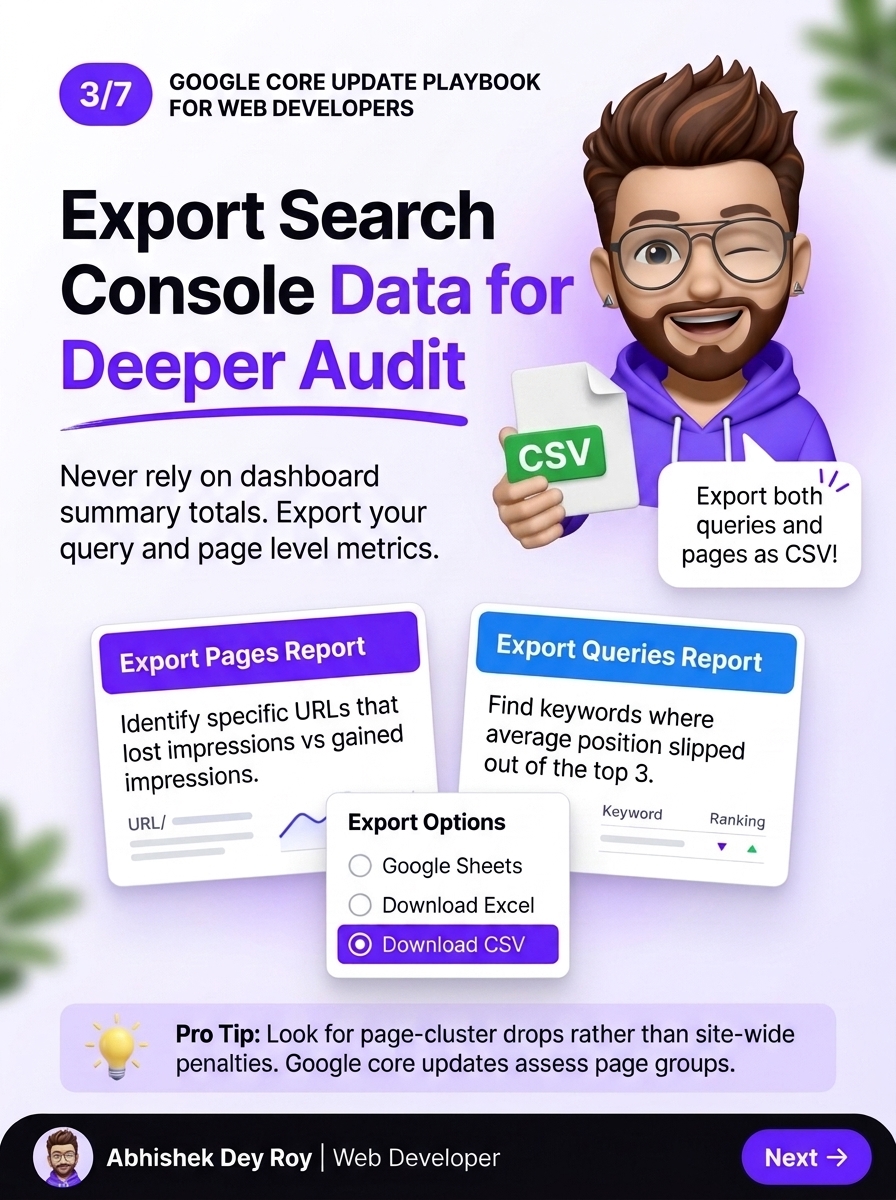 3/7
GOOGLE CORE UPDATE PLAYBOOK
FOR WEB DEVELOPERS
Export Search
Console Data for
Deeper Audit
Never rely on dashboard
summary totals. Export your
query and page level metrics.
CSV
Export both
queries and
pages as CSV!
Export Pages Report
Identify specific URLs that
lost impressions vs gained
impressions.
URL/
Export Queries Report
Find keywords where
average position slipped
out of the top 3.
Keyword Ranking
Export Options
Google Sheets
Download Excel
Download CSV
Pro Tip: Look for page-cluster drops rather than site-wide
penalties. Google core updates assess page groups.
Abhishek Dey Roy | Web Developer
Next →